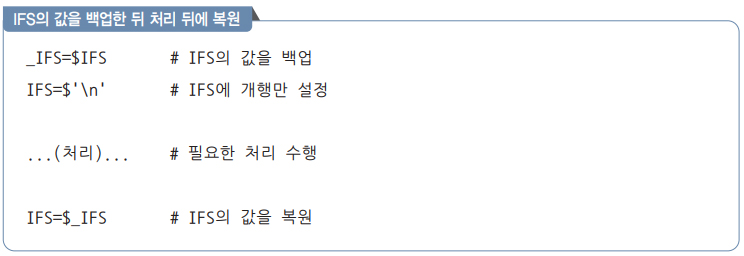 IFS의 값을 백업한 뒤 처리 뒤에 복원
_IFS=$IFS # IFS의 값을 백업
IFS=$'\n' # IFS에 개행만 설정
...(처리)... # 필요한 처리 수행
IFS=$_IFS # IFS의 값을 복원